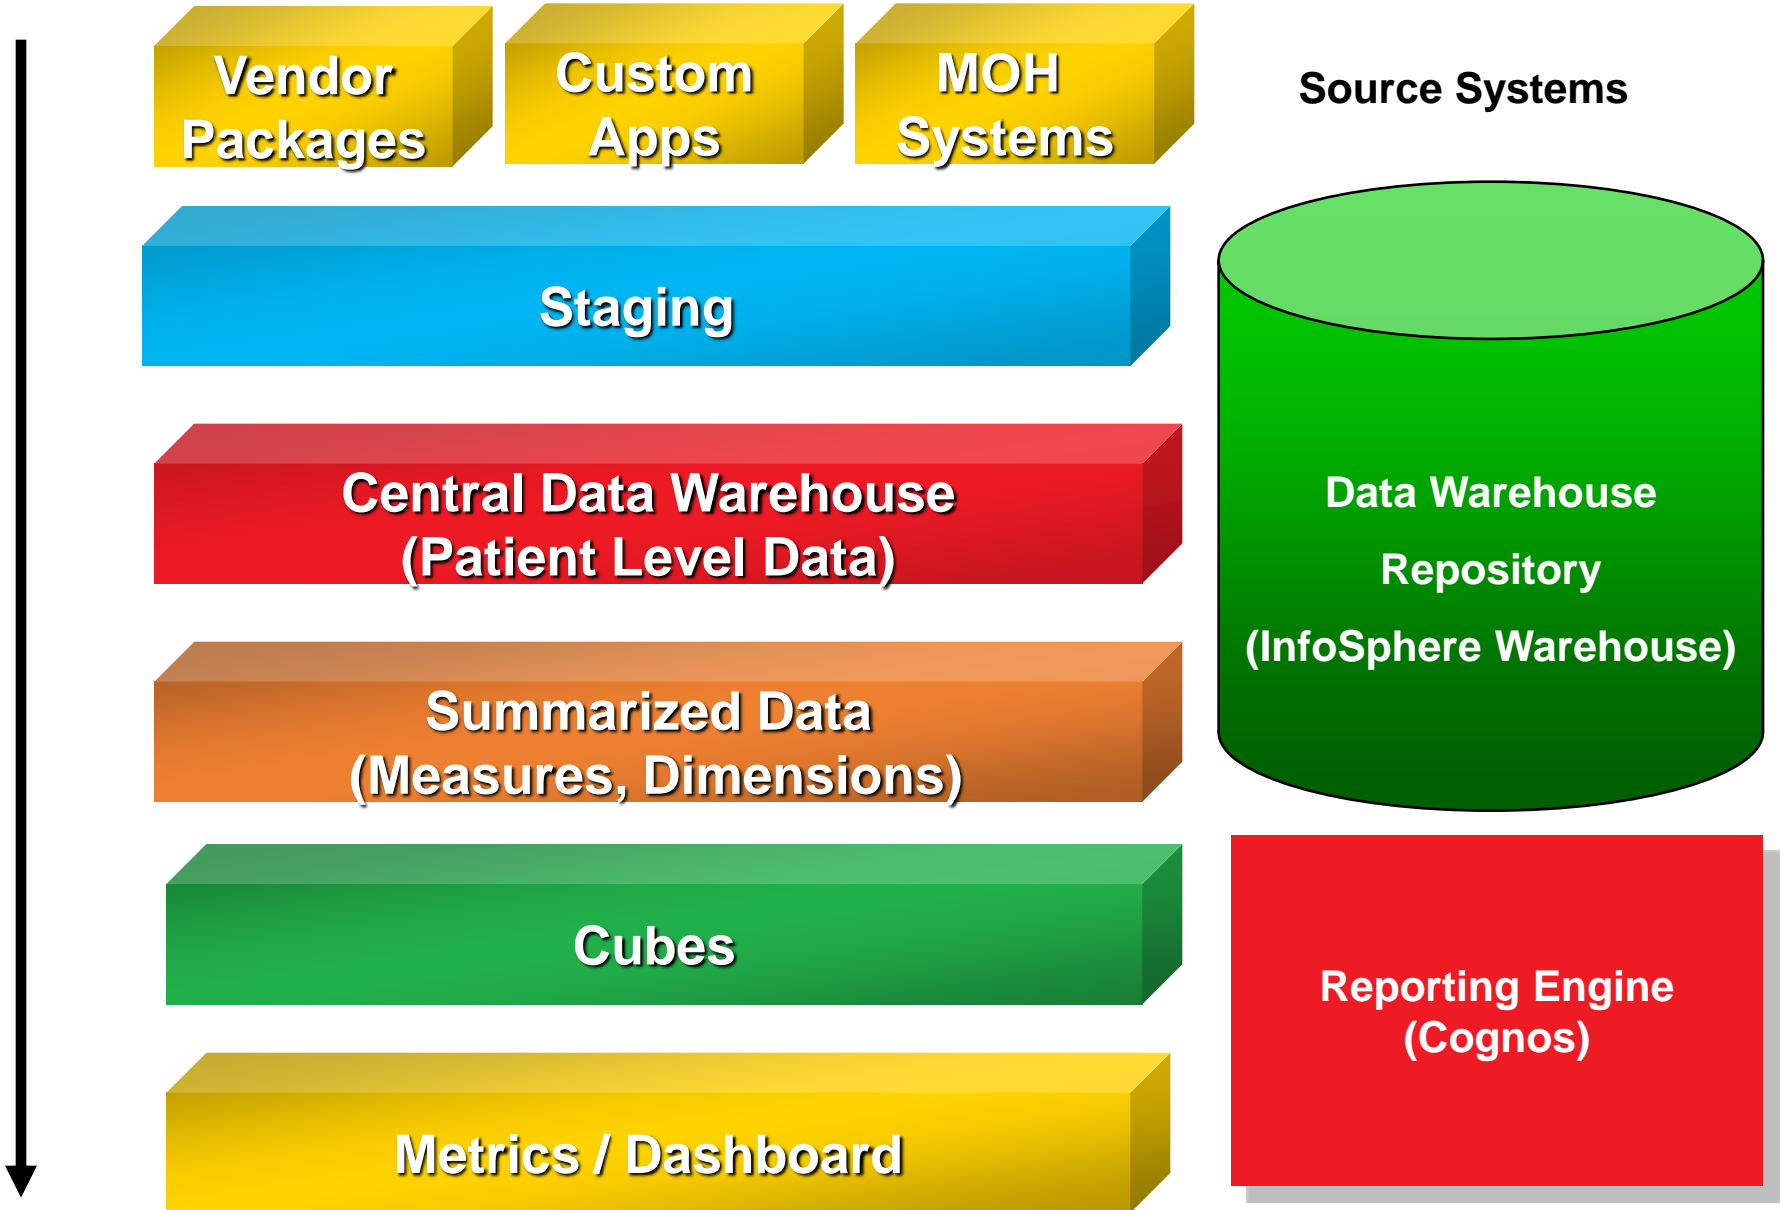 Vendor
Packages
Custom
Apps
MOH
Systems
Source Systems
Staging
Central Data Warehouse
(Patient Level Data)
Summarized Data
(Measures, Dimensions)
Data Warehouse
Repository
(InfoSphere Warehouse)
Cubes
Metrics / Dashboard
Reporting Engine
(Cognos)